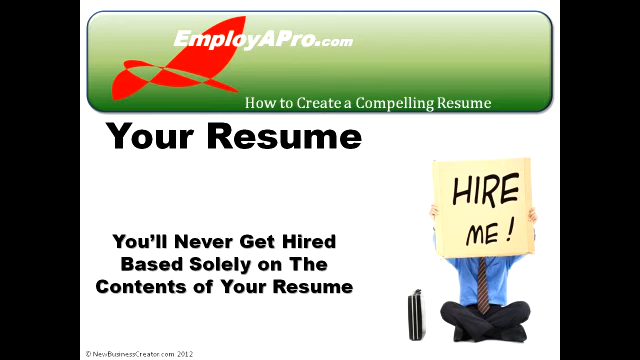 EmployAPro.com
How to Create a Compelling Resume
Your Resume
HIRE
ME!
You'll Never Get Hired
Based Solely on The
Contents of Your Resume
© NewBusinessCreator.com 2012